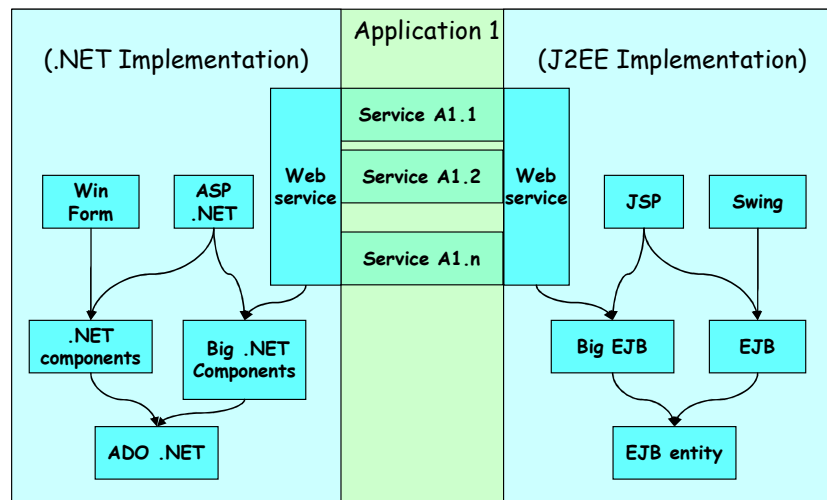 Application 1
(.NET Implementation)
(J2EE Implementation)
Service A1.1
Web
service
Service A1.2
Web
service
Win
Form
ASP
.NET
JSP
Swing
Service A1.n
.NET
components
Big .NET
Components
Big EJB
EJB
ADO .NET
EJB entity